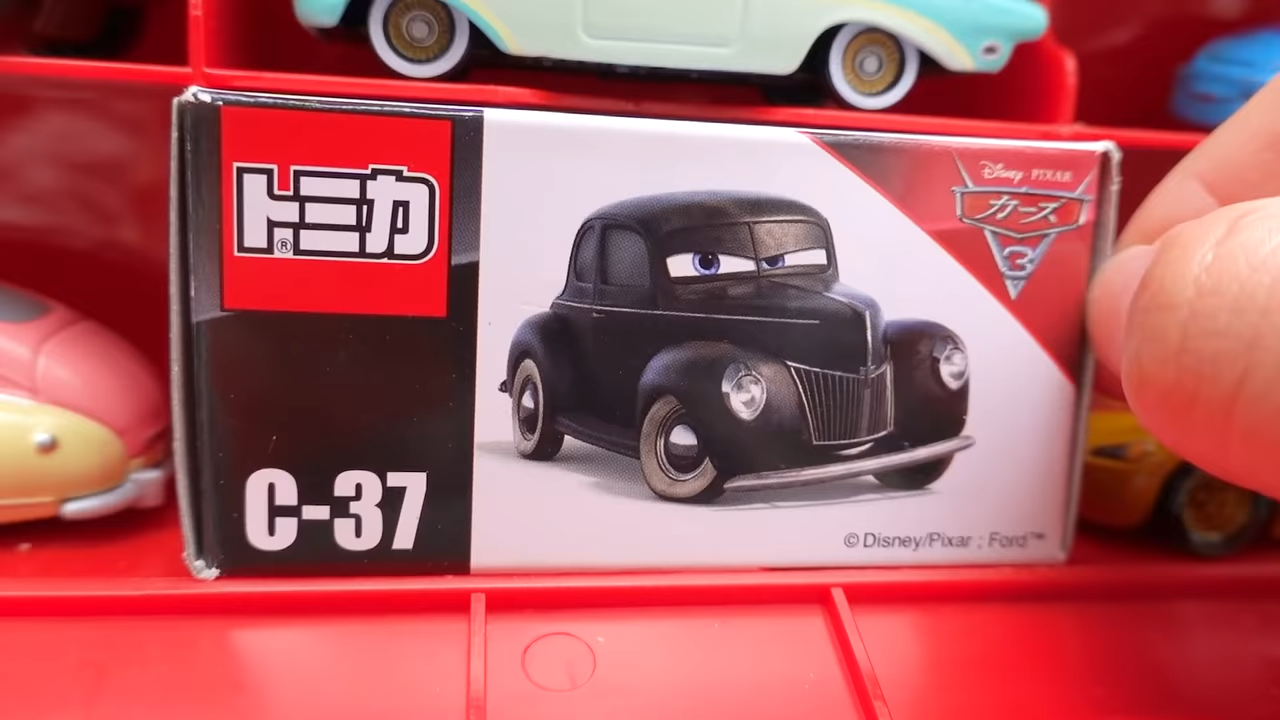 トミカ
®
C-37
Disney · PIXAR
カーズ
3
©Disney/Pixar ; Ford™